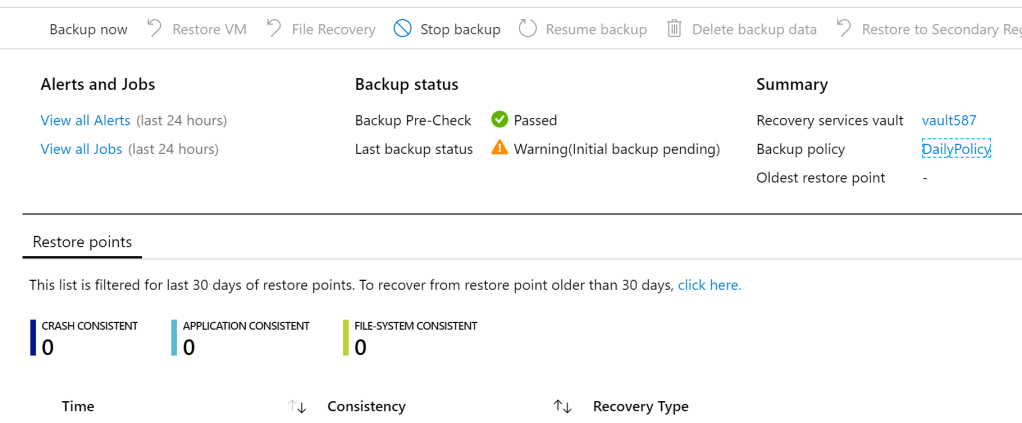 Backup now Restore VM File Recovery Stop backup Resume backup Delete backup data Restore to Secondary Reg
Alerts and Jobs Backup status Summary
View all Alerts (last 24 hours) Backup Pre-Check Passed Recovery services vault vault587
View all Jobs (last 24 hours) Last backup status Warning(Initial backup pending) Backup policy DailyPolicy
Oldest restore point -
Restore points
This list is filtered for last 30 days of restore points. To recover from restore point older than 30 days, click here.
CRASH CONSISTENT APPLICATION CONSISTENT FILE-SYSTEM CONSISTENT
0 0 0
Time Consistency Recovery Type